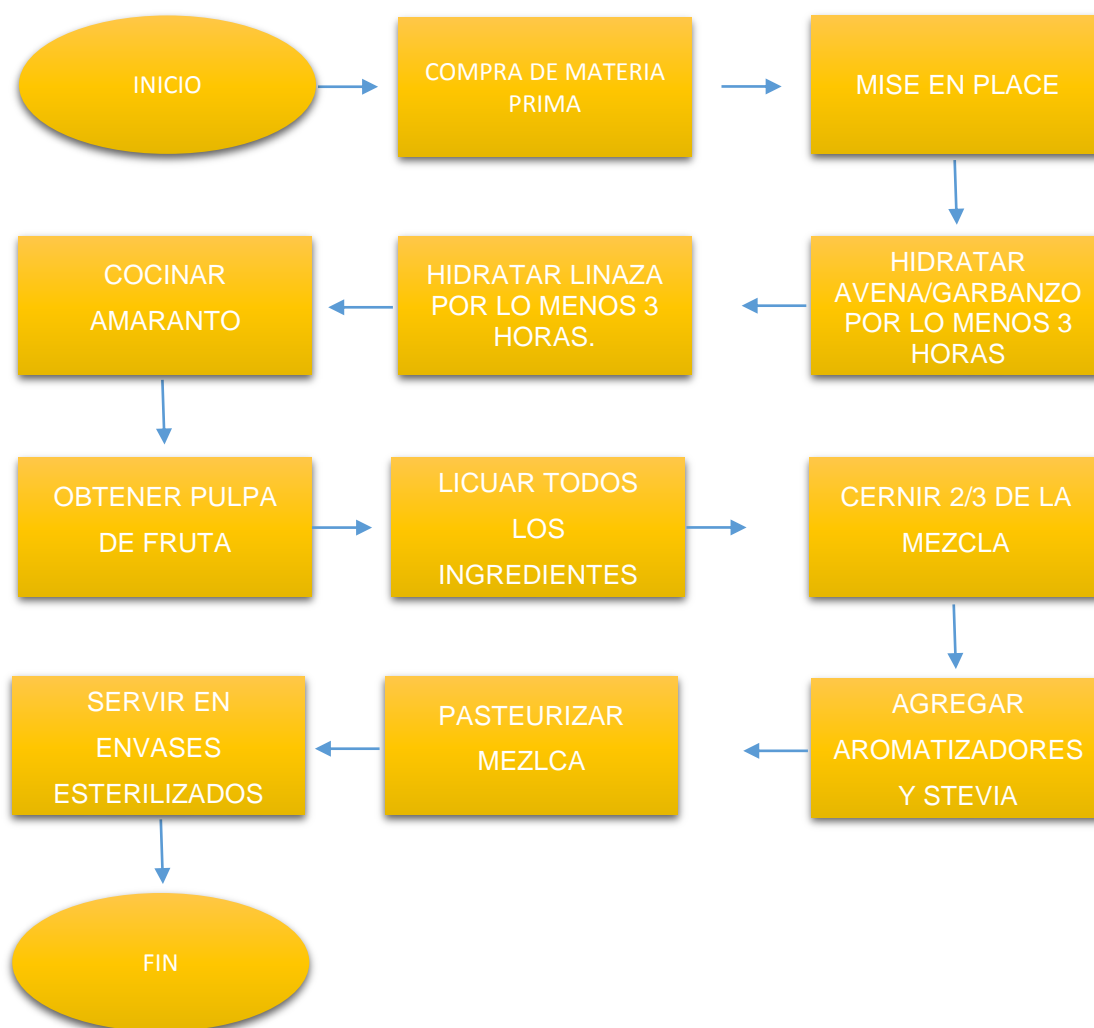 INICIO
COMPRA DE MATERIA
PRIMA
MISE EN PLACE
HIDRATAR
AVENA/GARBANZO
POR LO MENOS 3
HORAS
HIDRATAR LINAZA
POR LO MENOS 3
HORAS.
COCINAR
AMARANTO
OBTENER PULPA
DE FRUTA
LICUAR TODOS
LOS
INGREDIENTES
CERNIR 2/3 DE LA
MEZCLA
AGREGAR
AROMATIZADORES
Y STEVIA
PASTEURIZAR
MEZLCA
SERVIR EN
ENVASES
ESTERILIZADOS
FIN